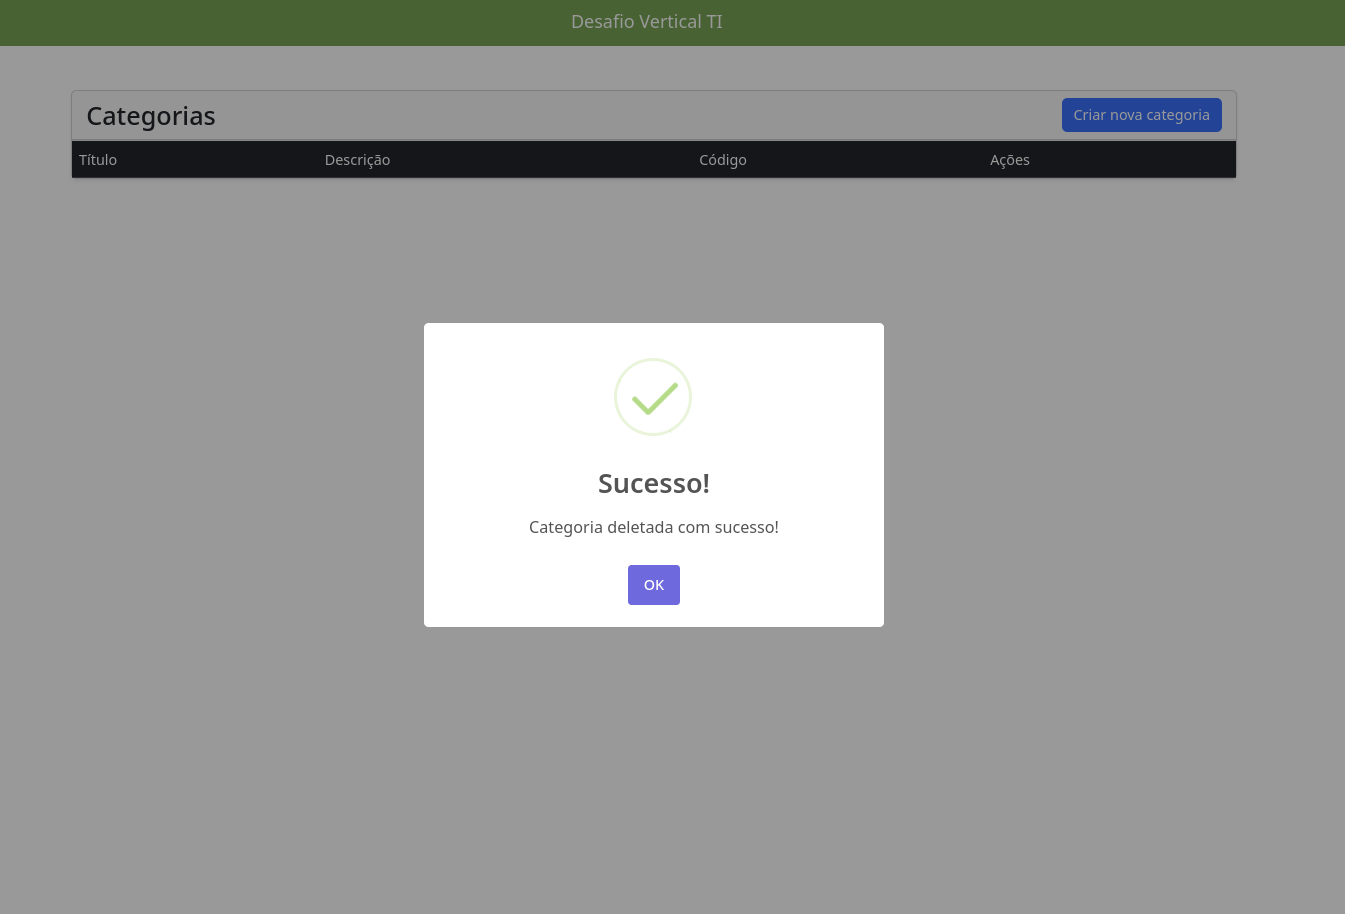 Desafio Vertical TI
Categorias
Criar nova categoria
Título Descrição Código Ações
Sucesso!
Categoria deletada com sucesso!
OK